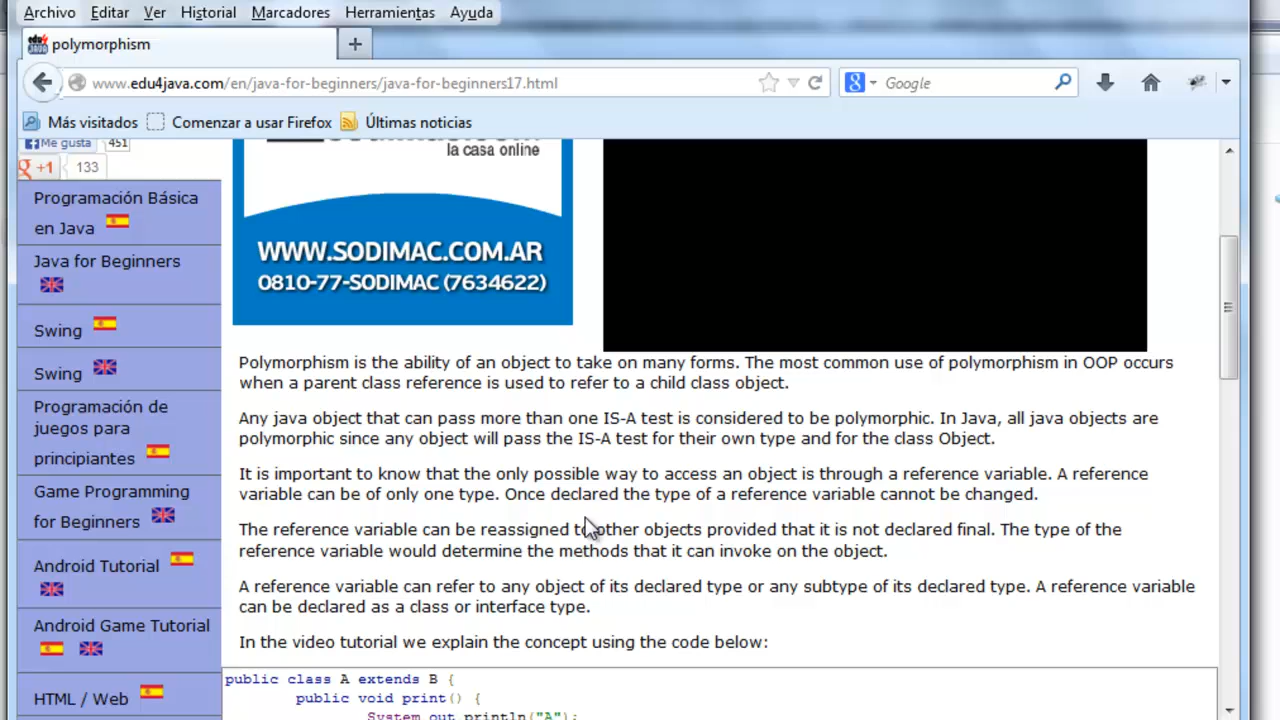 Archivo Editar Ver Historial Marcadores Herramientas Ayuda
polymorphism
www.edu4java.com/en/java-for-beginners/java-for-beginners17.html
Google
Más visitados Comenzar a usar Firefox Últimas noticias
Me gusta 451
+1 133
Programación Básica
en Java
Java for Beginners
Swing
Swing
Programación de
juegos para
principiantes
Game Programming
for Beginners
Android Tutorial
Android Game Tutorial
HTML / Web
la casa online
WWW.SODIMAC.COM.AR
0810-77-SODIMAC (7634622)
Polymorphism is the ability of an object to take on many forms. The most common use of polymorphism in OOP occurs
when a parent class reference is used to refer to a child class object.
Any java object that can pass more than one IS-A test is considered to be polymorphic. In Java, all java objects are
polymorphic since any object will pass the IS-A test for their own type and for the class Object.
It is important to know that the only possible way to access an object is through a reference variable. A reference
variable can be of only one type. Once declared the type of a reference variable cannot be changed.
The reference variable can be reassigned to other objects provided that it is not declared final. The type of the
reference variable would determine the methods that it can invoke on the object.
A reference variable can refer to any object of its declared type or any subtype of its declared type. A reference variable
can be declared as a class or interface type.
In the video tutorial we explain the concept using the code below:
public class A extends B {
public void print() {
System.out.println("A");